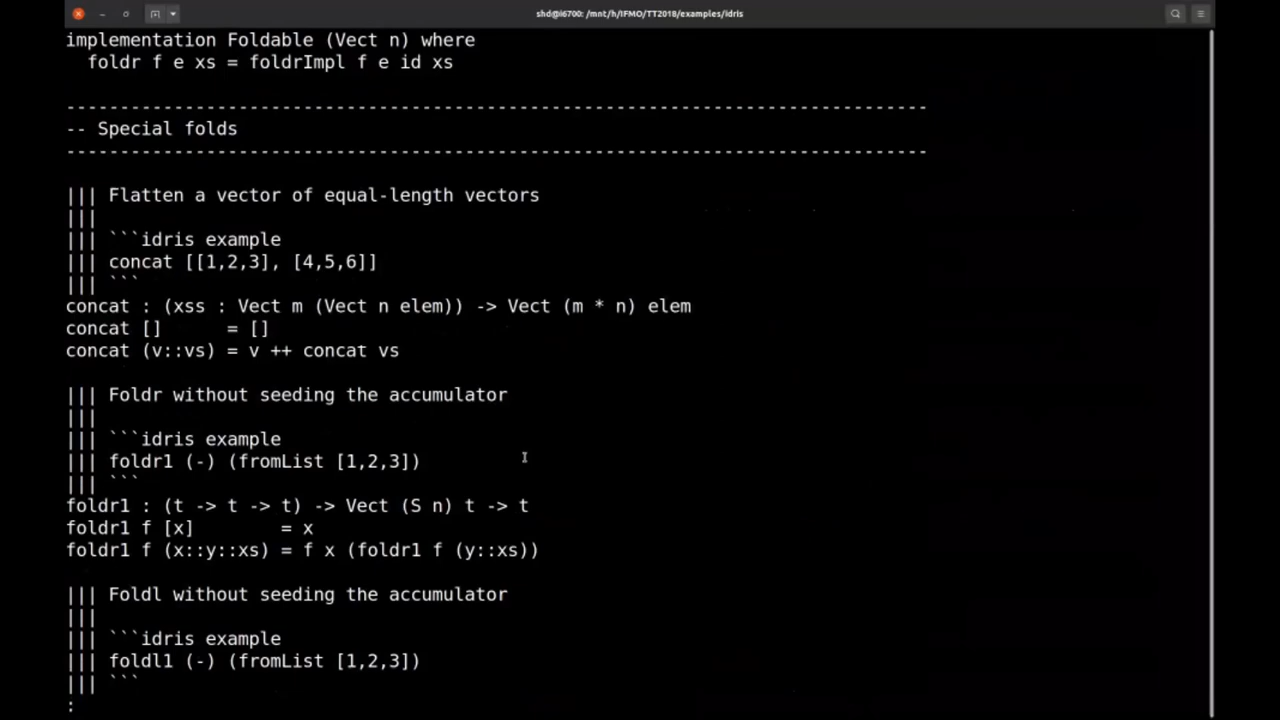 shd@i6700: /mnt/h/IFMO/TT2018/examples/idris
implementation Foldable (Vect n) where
  foldr f e xs = foldrImpl f e id xs
--------------------------------------------------------------------------------
-- Special folds
--------------------------------------------------------------------------------
||| Flatten a vector of equal-length vectors
|||
||| ```idris example
||| concat [[1,2,3], [4,5,6]]
||| ```
concat : (xss : Vect m (Vect n elem)) -> Vect (m * n) elem
concat []      = []
concat (v::vs) = v ++ concat vs
||| Foldr without seeding the accumulator
|||
||| ```idris example
||| foldr1 (-) (fromList [1,2,3])
||| ```
foldr1 : (t -> t -> t) -> Vect (S n) t -> t
foldr1 f [x]        = x
foldr1 f (x::y::xs) = f x (foldr1 f (y::xs))
||| Foldl without seeding the accumulator
|||
||| ```idris example
||| foldl1 (-) (fromList [1,2,3])
||| ```
: